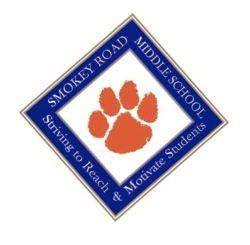 SMOKEY ROAD
MIDDLE SCHOOL
Striving to Reach
& Motivate Students